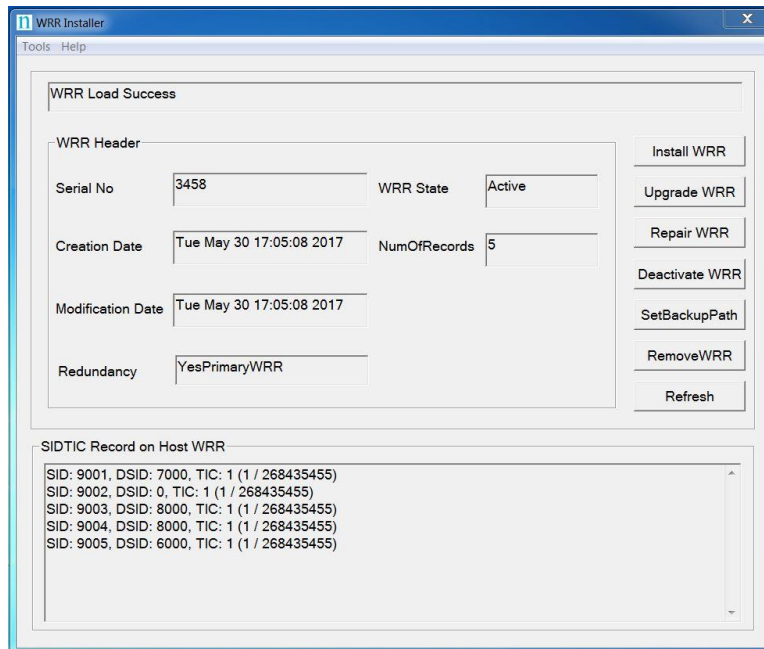 n WRR Installer X
Tools Help
WRR Load Success
WRR Header
Serial No 3458 WRR State Active
Creation Date Tue May 30 17:05:08 2017 NumOfRecords 5
Modification Date Tue May 30 17:05:08 2017
Redundancy YesPrimaryWRR
Install WRR
Upgrade WRR
Repair WRR
Deactivate WRR
SetBackupPath
RemoveWRR
Refresh
SIDTIC Record on Host WRR
SID: 9001, DSID: 7000, TIC: 1 (1 / 268435455)
SID: 9002, DSID: 0, TIC: 1 (1 / 268435455)
SID: 9003, DSID: 8000, TIC: 1 (1 / 268435455)
SID: 9004, DSID: 8000, TIC: 1 (1 / 268435455)
SID: 9005, DSID: 6000, TIC: 1 (1 / 268435455)